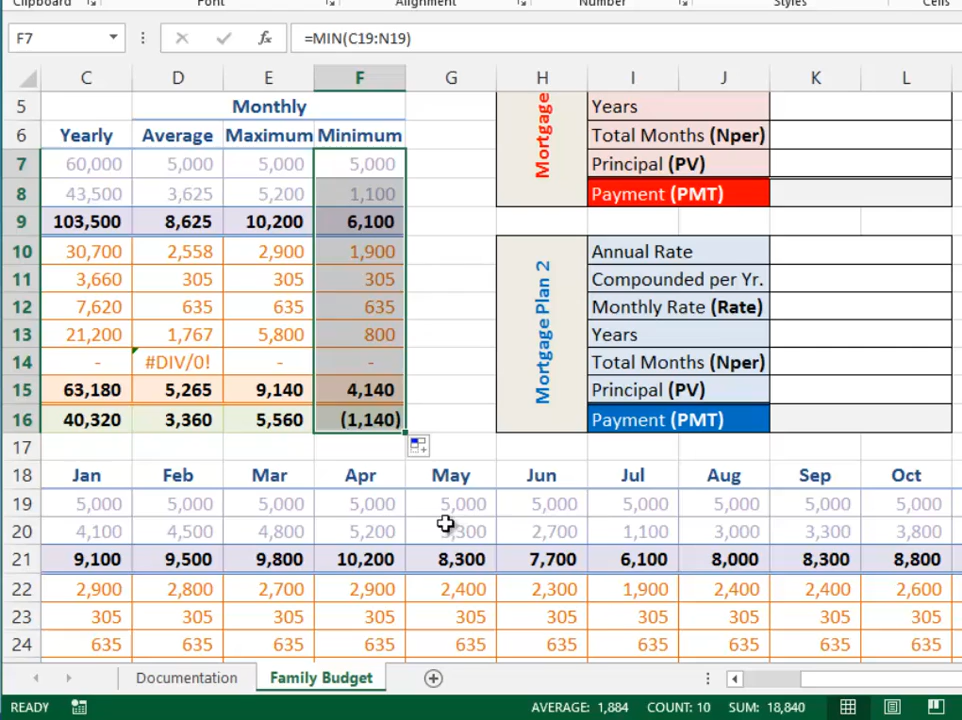 Clipboard Font Alignment Number Styles Cells
F7 fx =MIN(C19:N19)
C D E F G H I J K L
5 Monthly Years
6 Yearly Average Maximum Minimum Total Months (Nper)
7 60,000 5,000 5,000 5,000 Principal (PV)
8 43,500 3,625 5,200 1,100 Payment (PMT)
Mortgage
9 103,500 8,625 10,200 6,100
10 30,700 2,558 2,900 1,900 Annual Rate
11 3,660 305 305 305 Compounded per Yr.
12 7,620 635 635 635 Monthly Rate (Rate)
13 21,200 1,767 5,800 800 Years
14 - #DIV/0! - - Total Months (Nper)
15 63,180 5,265 9,140 4,140 Principal (PV)
16 40,320 3,360 5,560 (1,140) Payment (PMT)
Mortgage Plan 2
17
18 Jan Feb Mar Apr May Jun Jul Aug Sep Oct
19 5,000 5,000 5,000 5,000 5,000 5,000 5,000 5,000 5,000 5,000
20 4,100 4,500 4,800 5,200 3,300 2,700 1,100 3,000 3,300 3,800
21 9,100 9,500 9,800 10,200 8,300 7,700 6,100 8,000 8,300 8,800
22 2,900 2,800 2,700 2,900 2,400 2,300 1,900 2,400 2,400 2,600
23 305 305 305 305 305 305 305 305 305 305
24 635 635 635 635 635 635 635 635 635 635
Documentation Family Budget
READY AVERAGE: 1,884 COUNT: 10 SUM: 18,840